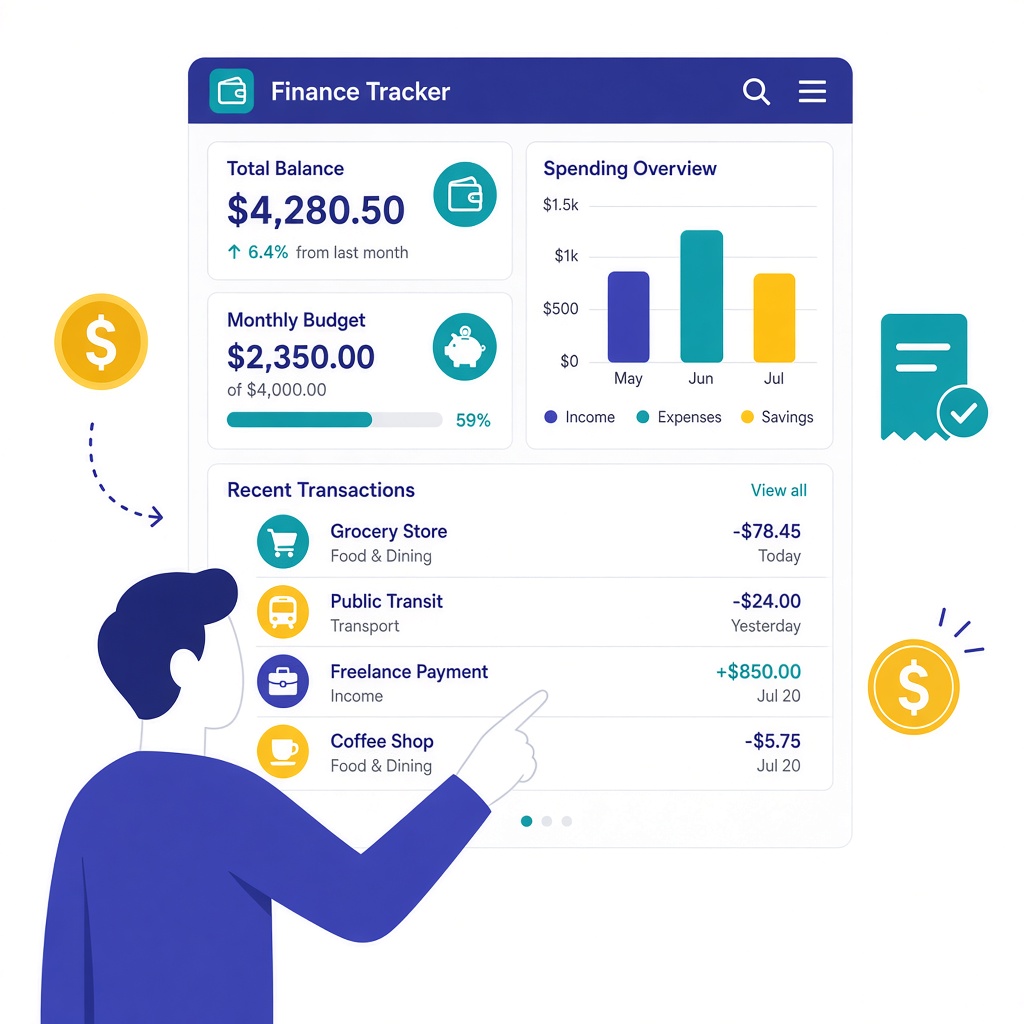 Finance Tracker
Total Balance
$4,280.50
↑ 6.4% from last month
Monthly Budget
$2,350.00
of $4,000.00
59%
Spending Overview
$1.5k
$1k
$500
$0
May Jun Jul
Income Expenses Savings
Recent Transactions View all
Grocery Store -$78.45
Food & Dining Today
Public Transit -$24.00
Transport Yesterday
Freelance Payment +$850.00
Income Jul 20
Coffee Shop -$5.75
Food & Dining Jul 20
$
$